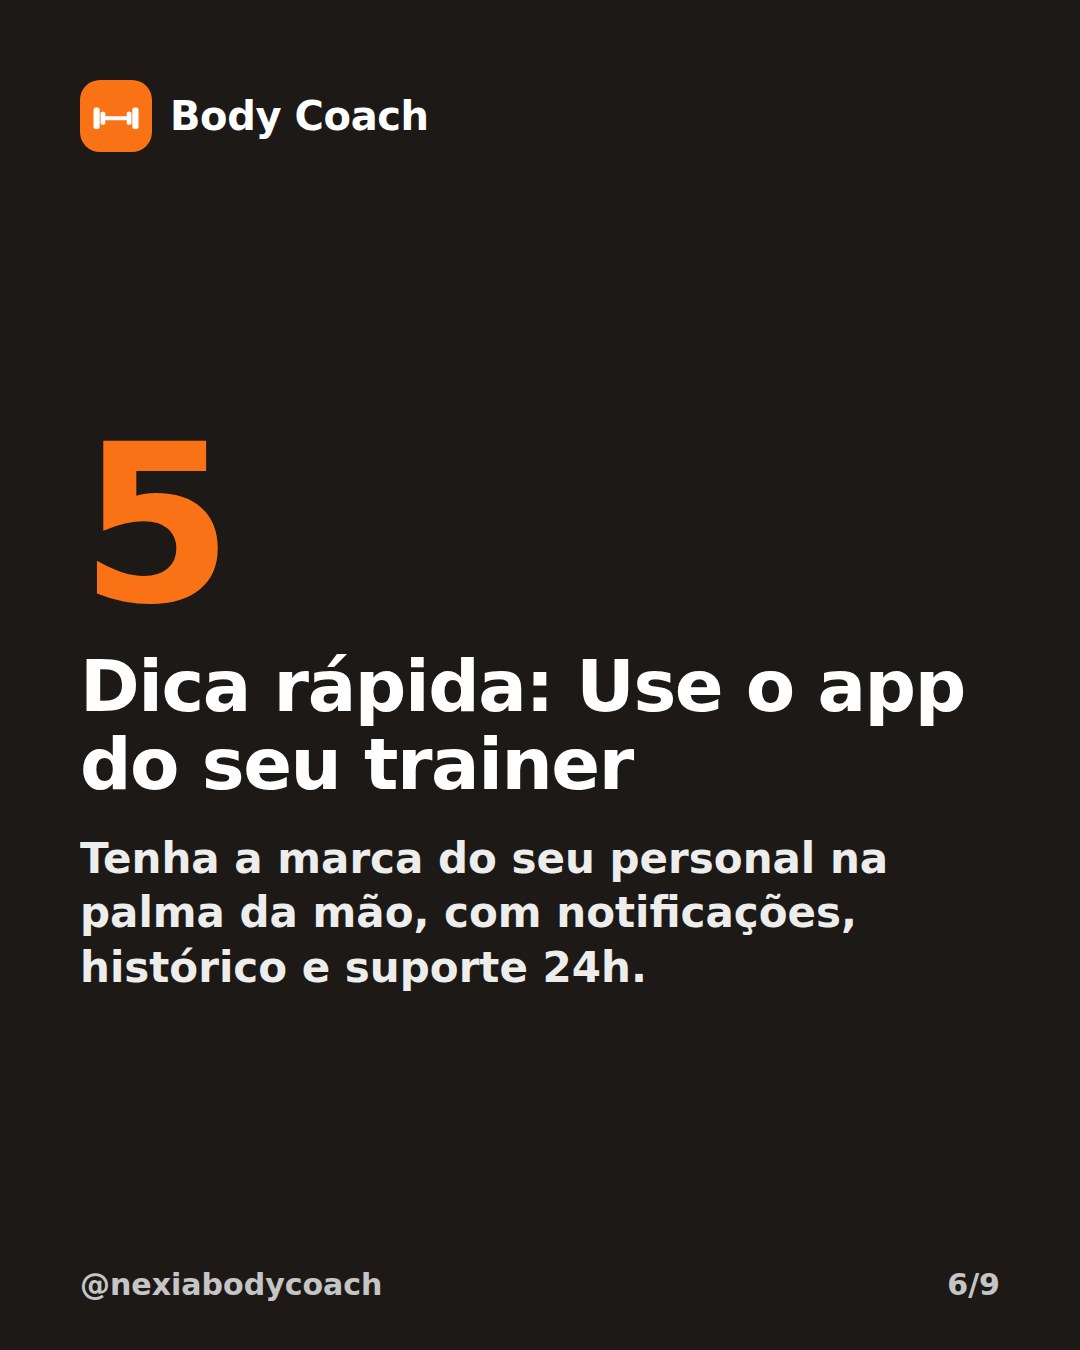 Body Coach
5
Dica rápida: Use o app
do seu trainer
Tenha a marca do seu personal na
palma da mão, com notificações,
histórico e suporte 24h.
@nexiabodycoach
6/9